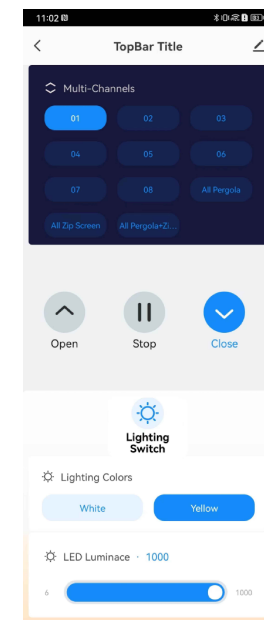 11:02
TopBar Title
Multi-Channels
01 02 03
04 05 06
07 08 All Pergola
All Zip Screen All Pergola+Zi...
Open Stop Close
Lighting
Switch
Lighting Colors
White Yellow
LED Luminace · 1000
6 1000